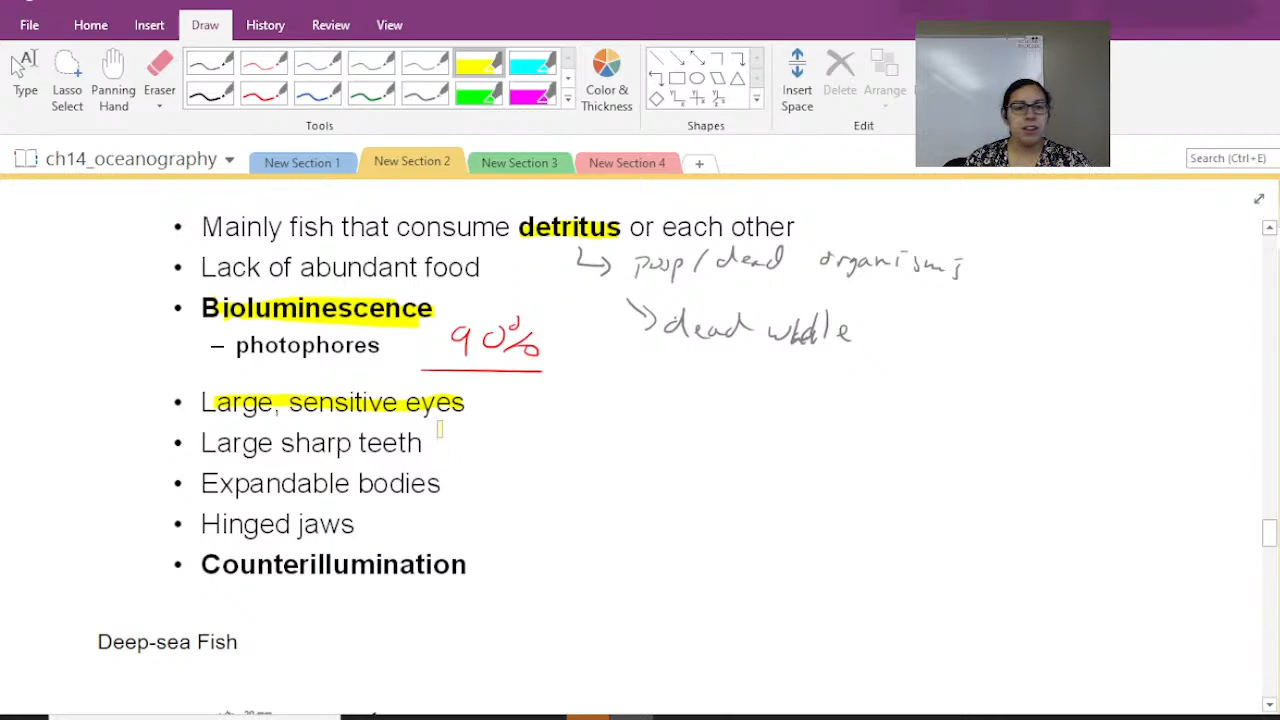 File Home Insert Draw History Review View
Type
Lasso Select
Panning Hand
Eraser
Color & Thickness
Insert Space
Delete
Arrange
Tools
Shapes
Edit
ch14_oceanography
New Section 1
New Section 2
New Section 3
New Section 4
Search (Ctrl+E)
• Mainly fish that consume detritus or each other
poop / dead organisms
• Lack of abundant food
• Bioluminescence
dead whale
– photophores
90%
• Large, sensitive eyes
• Large sharp teeth
• Expandable bodies
• Hinged jaws
• Counterillumination
Deep-sea Fish